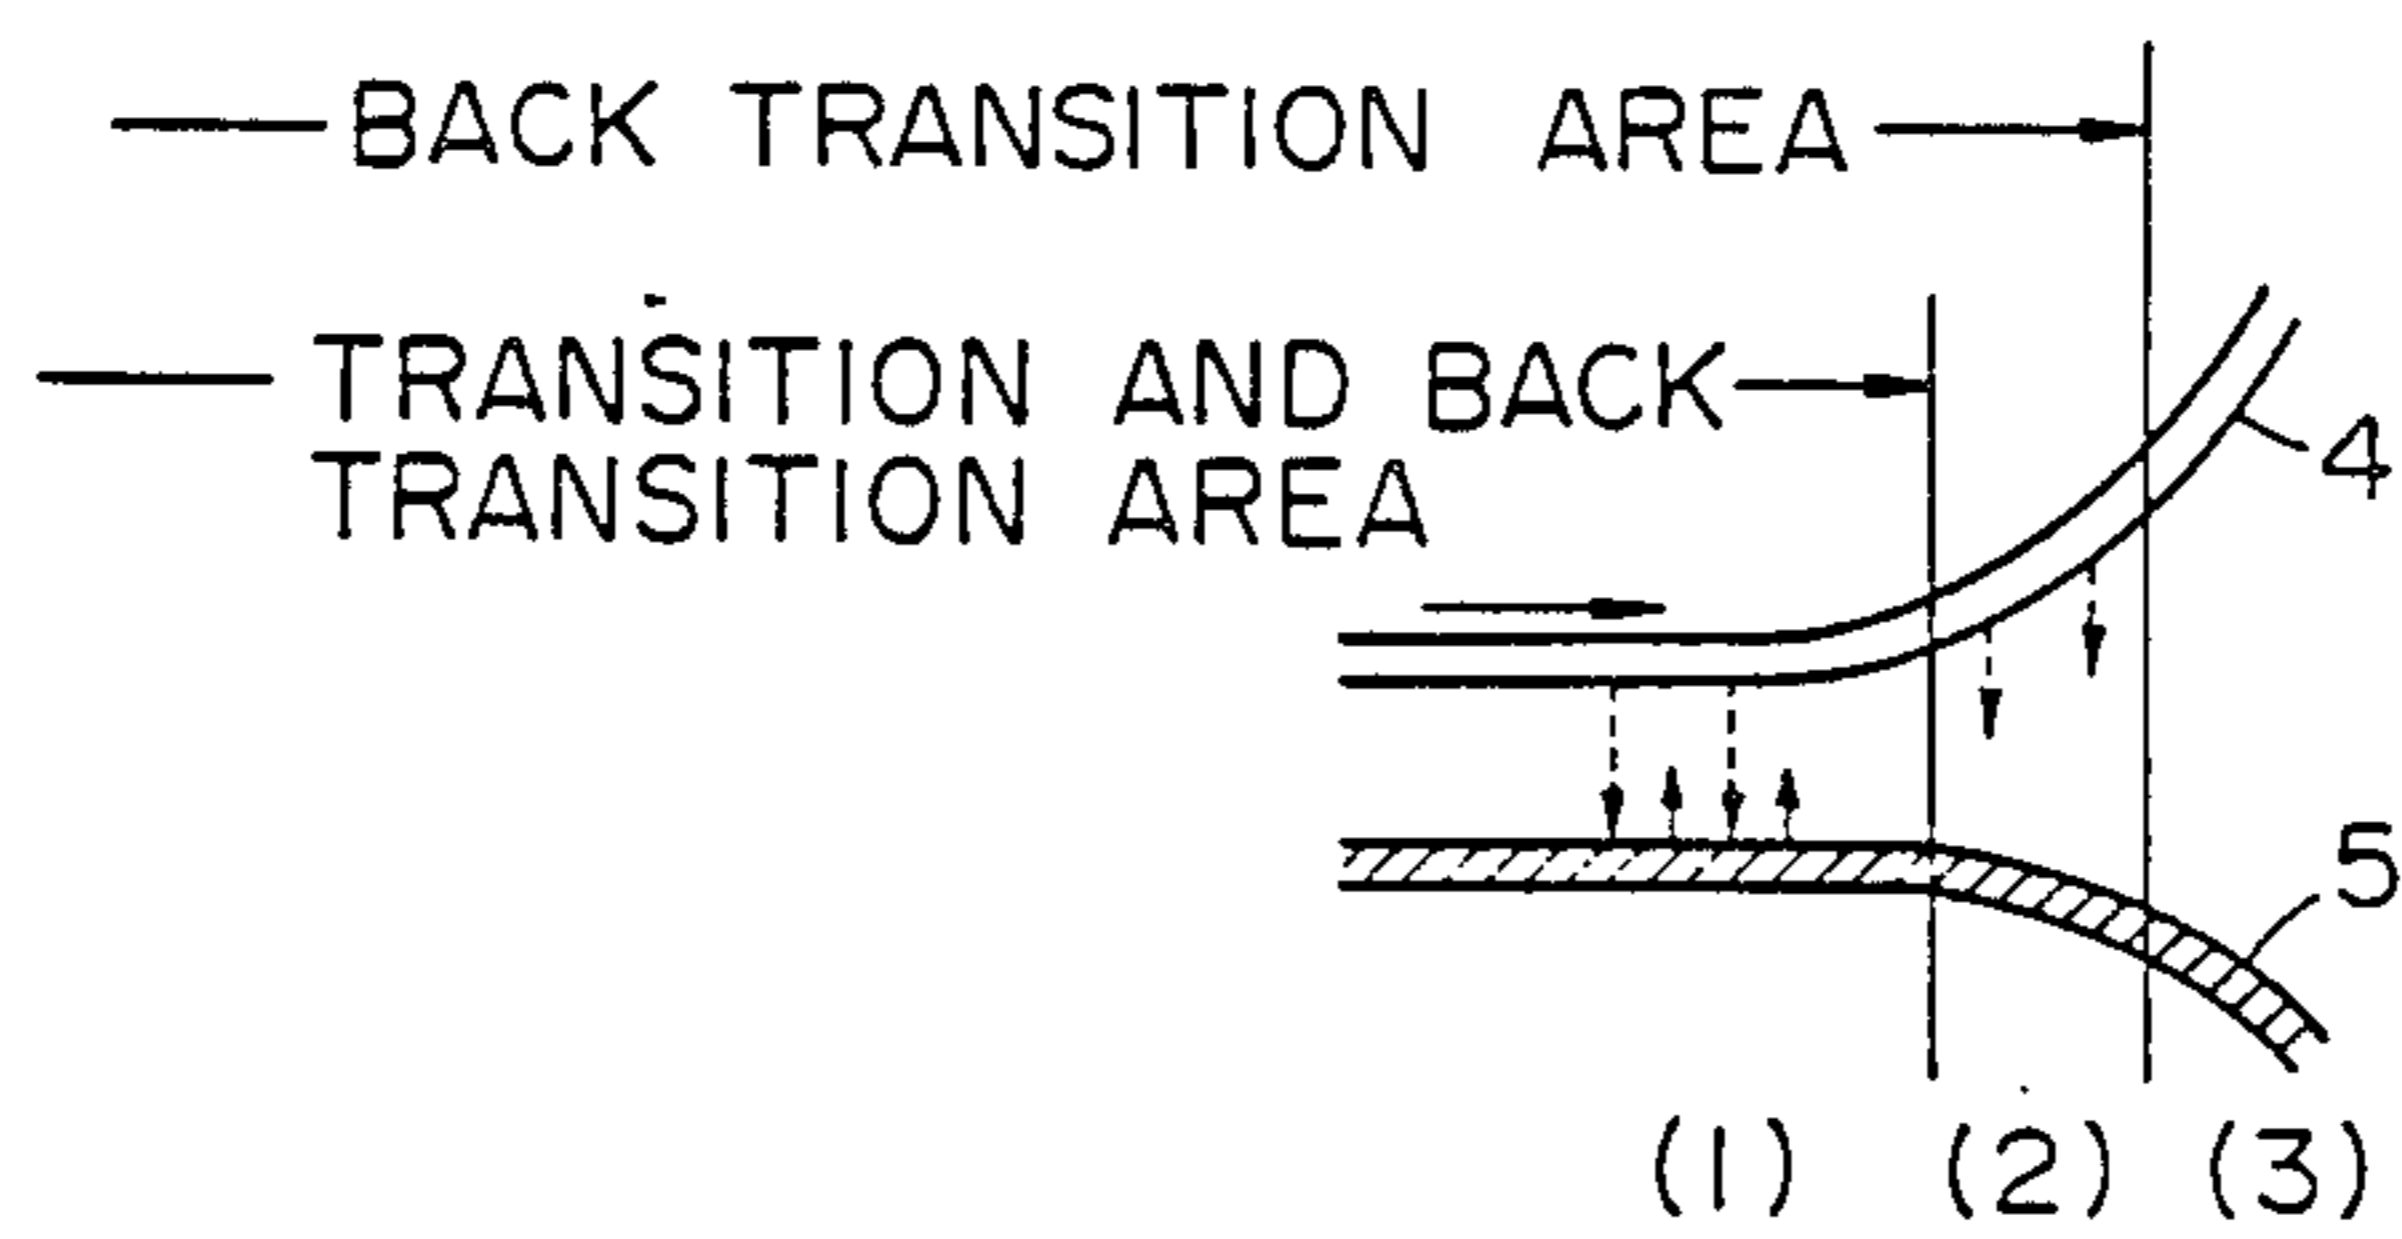 BACK TRANSITION AREA
TRANSITION AND BACK
TRANSITION AREA
4
5
(1) (2) (3)